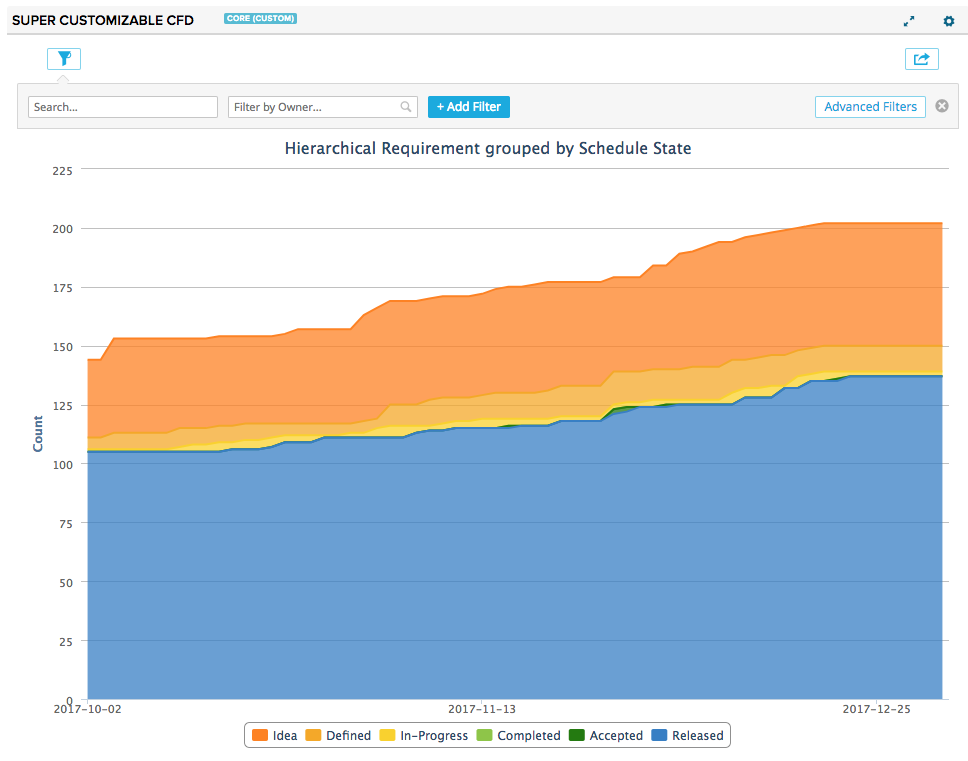 SUPER CUSTOMIZABLE CFD CORE (CUSTOM)
Search... Filter by Owner... + Add Filter Advanced Filters
Hierarchical Requirement grouped by Schedule State
225
200
175
150
125
100
75
50
25
0
Count
2017-10-02 2017-11-13 2017-12-25
Idea Defined In-Progress Completed Accepted Released